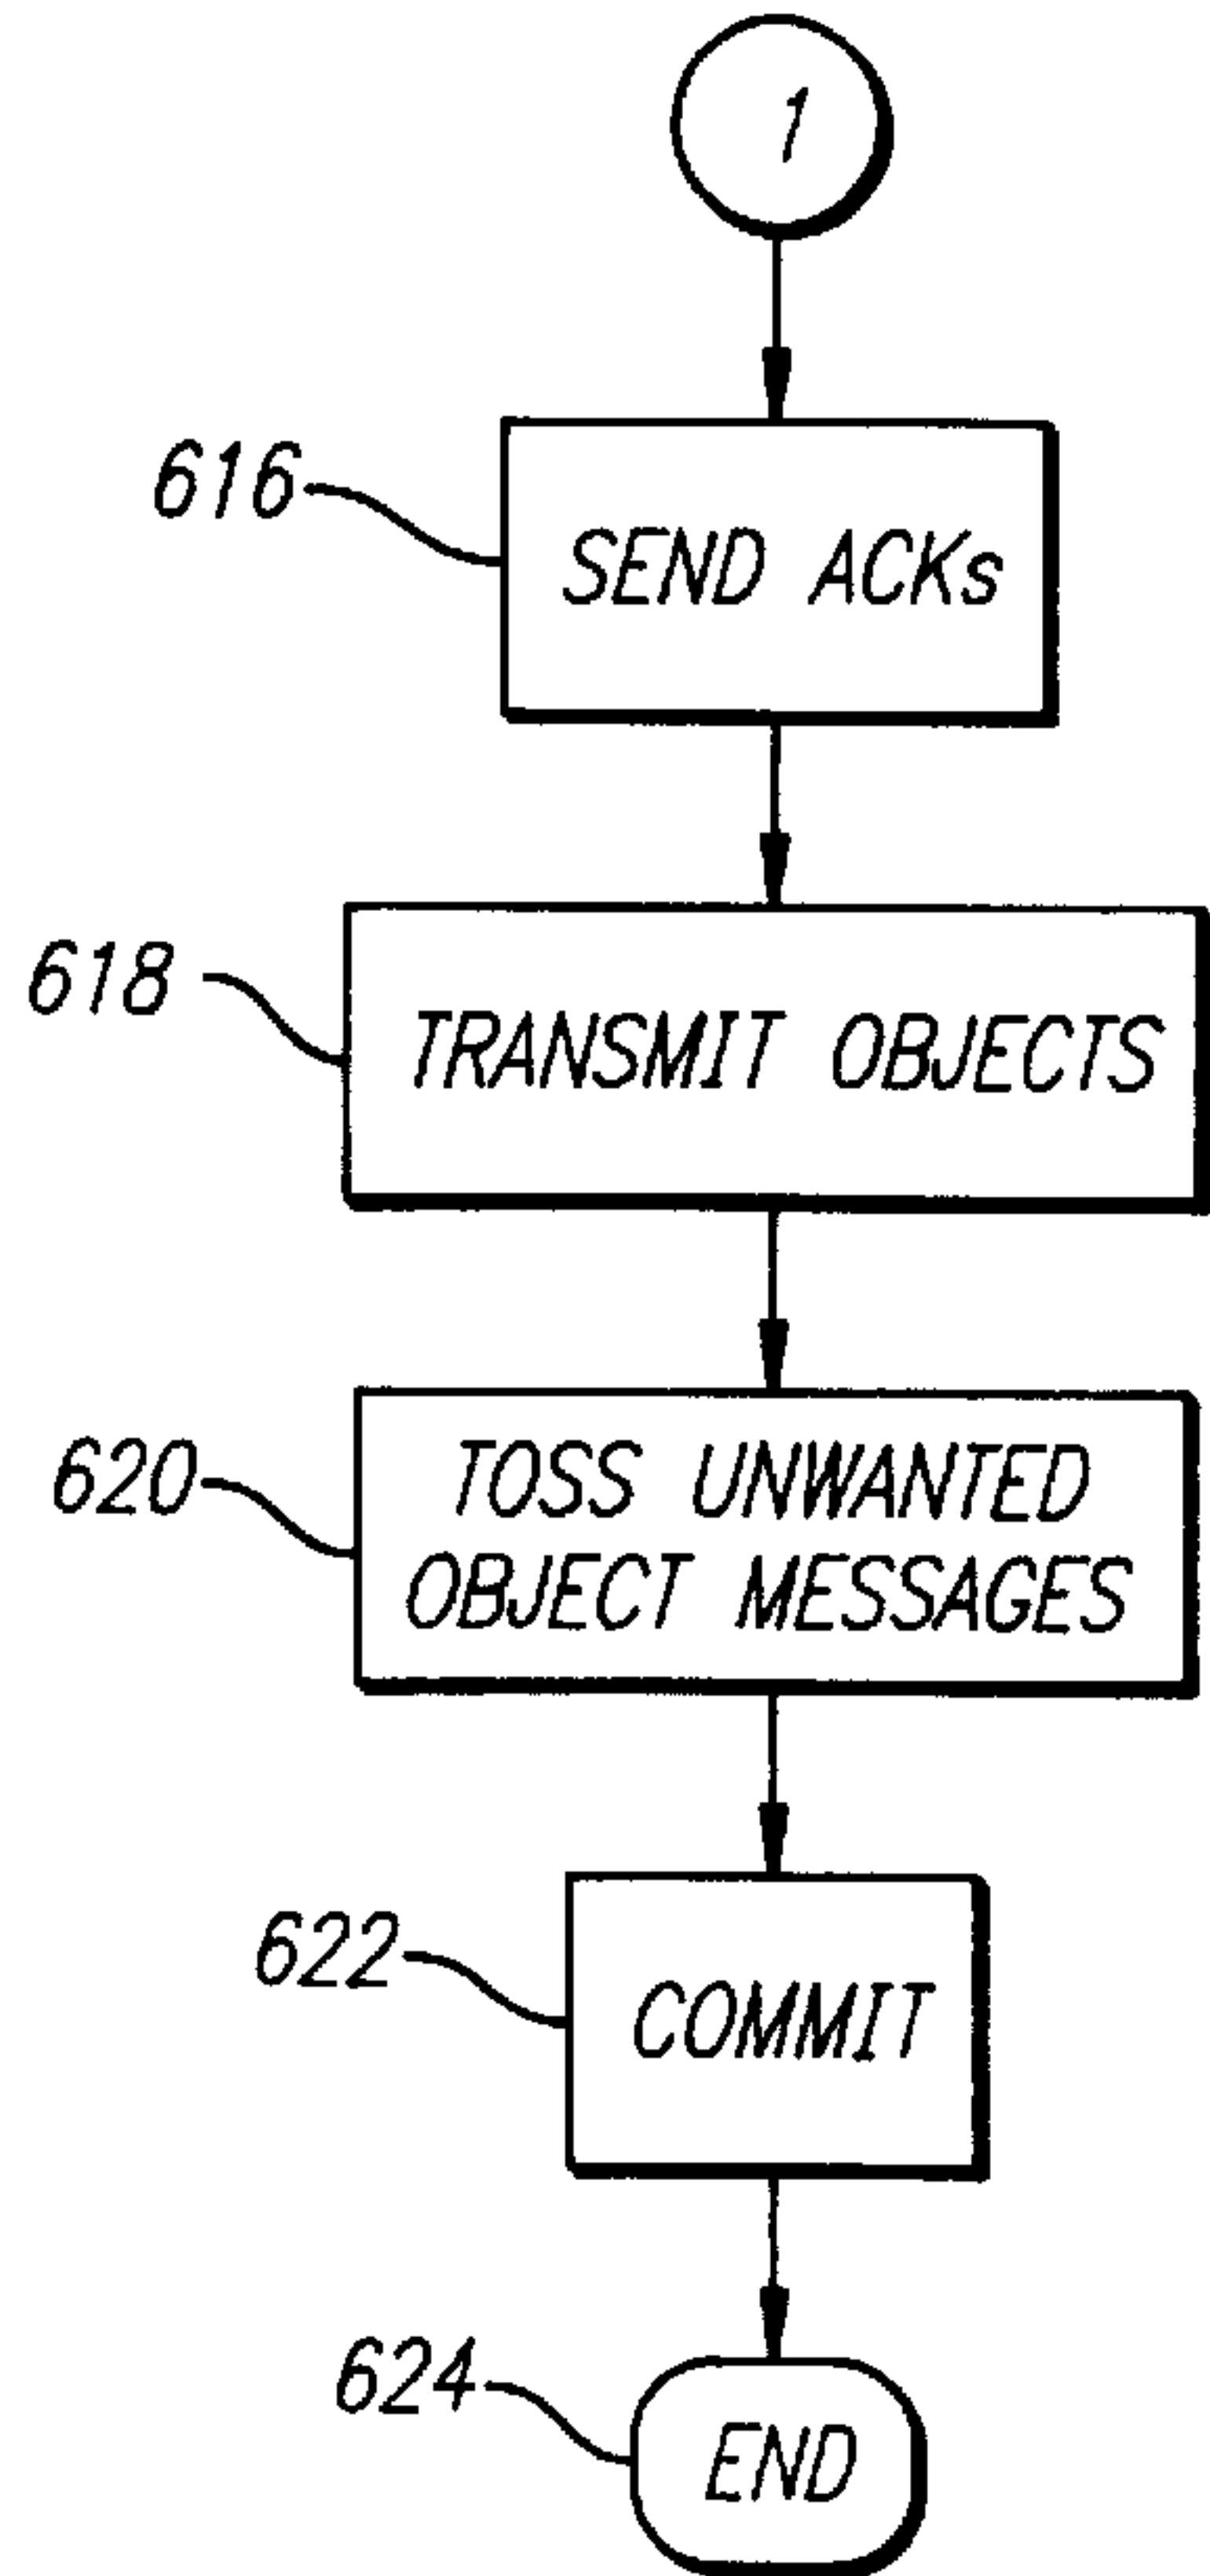 1
616
SEND ACKs
618
TRANSMIT OBJECTS
620
TOSS UNWANTED
OBJECT MESSAGES
622
COMMIT
624
END